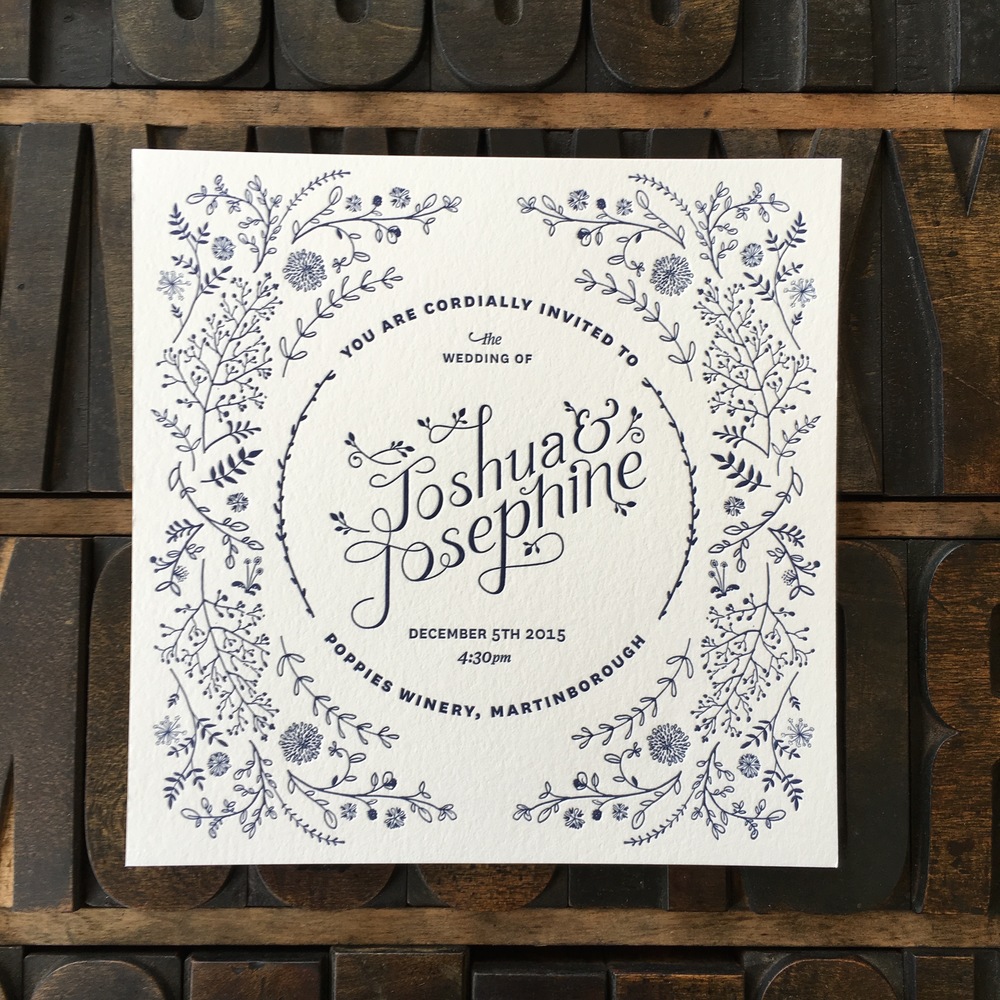 YOU ARE CORDIALLY INVITED TO
the
WEDDING OF
Joshua &
Josephine
DECEMBER 5TH 2015
4:30pm
POPPIES WINERY, MARTINBOROUGH